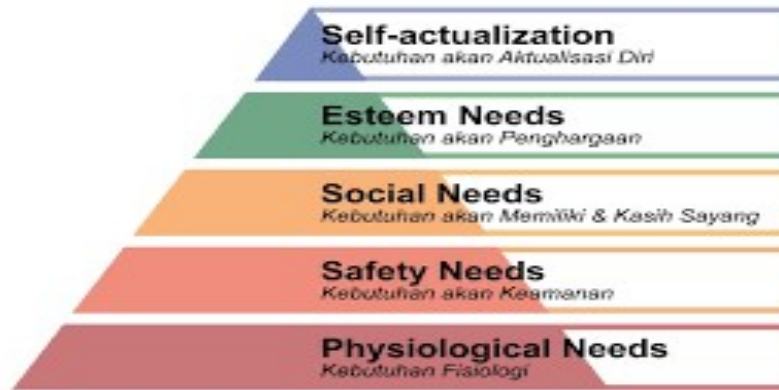 Self-actualization
Kebutuhan akan Aktualisasi Diri
Esteem Needs
Kebutuhan akan Penghargaan
Social Needs
Kebutuhan akan Memiliki & Kasih Sayang
Safety Needs
Kebutuhan akan Keamanan
Physiological Needs
Kebutuhan Fisiologi